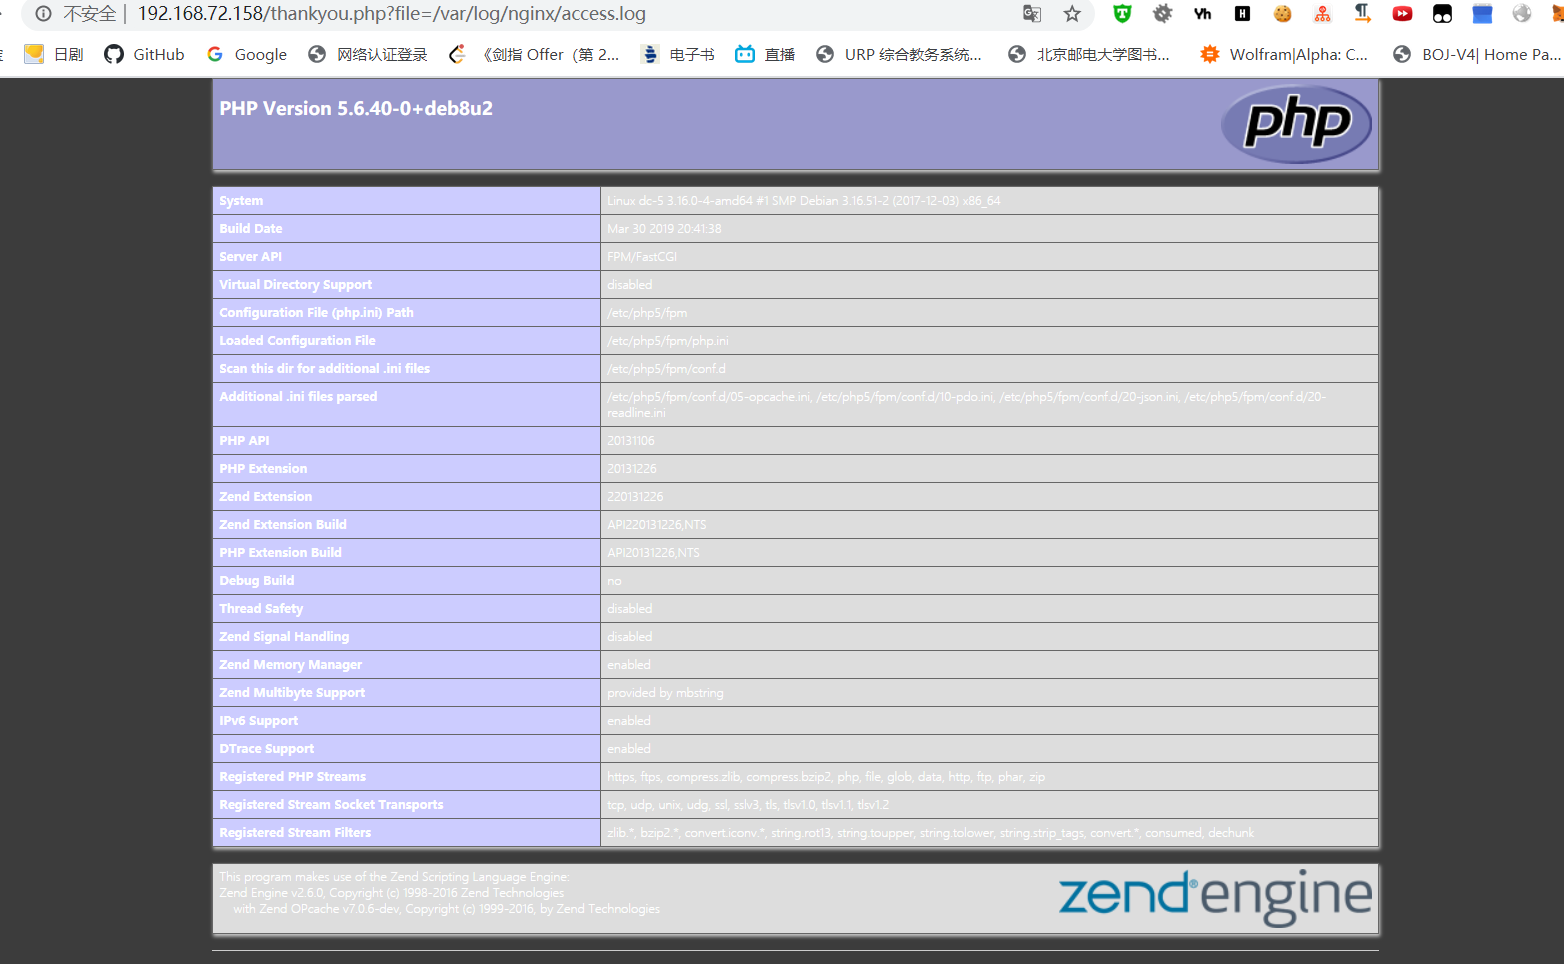 不安全 | 192.168.72.158/thankyou.php?file=/var/log/nginx/access.log
日剧 GitHub Google 网络认证登录 《剑指 Offer（第 2... 电子书 直播 URP 综合教务系统... 北京邮电大学图书... Wolfram|Alpha: C... BOJ-V4| Home Pa...
PHP Version 5.6.40-0+deb8u2
php
System Linux dc-5 3.16.0-4-amd64 #1 SMP Debian 3.16.51-2 (2017-12-03) x86_64
Build Date Mar 30 2019 20:41:38
Server API FPM/FastCGI
Virtual Directory Support disabled
Configuration File (php.ini) Path /etc/php5/fpm
Loaded Configuration File /etc/php5/fpm/php.ini
Scan this dir for additional .ini files /etc/php5/fpm/conf.d
Additional .ini files parsed /etc/php5/fpm/conf.d/05-opcache.ini, /etc/php5/fpm/conf.d/10-pdo.ini, /etc/php5/fpm/conf.d/20-json.ini, /etc/php5/fpm/conf.d/20-
readline.ini
PHP API 20131106
PHP Extension 20131226
Zend Extension 220131226
Zend Extension Build API220131226,NTS
PHP Extension Build API20131226,NTS
Debug Build no
Thread Safety disabled
Zend Signal Handling disabled
Zend Memory Manager enabled
Zend Multibyte Support provided by mbstring
IPv6 Support enabled
DTrace Support enabled
Registered PHP Streams https, ftps, compress.zlib, compress.bzip2, php, file, glob, data, http, ftp, phar, zip
Registered Stream Socket Transports tcp, udp, unix, udg, ssl, sslv3, tls, tlsv1.0, tlsv1.1, tlsv1.2
Registered Stream Filters zlib.*, bzip2.*, convert.iconv.*, string.rot13, string.toupper, string.tolower, string.strip_tags, convert.*, consumed, dechunk
This program makes use of the Zend Scripting Language Engine:
Zend Engine v2.6.0, Copyright (c) 1998-2016 Zend Technologies
with Zend OPcache v7.0.6-dev, Copyright (c) 1999-2016, by Zend Technologies
zend® engine